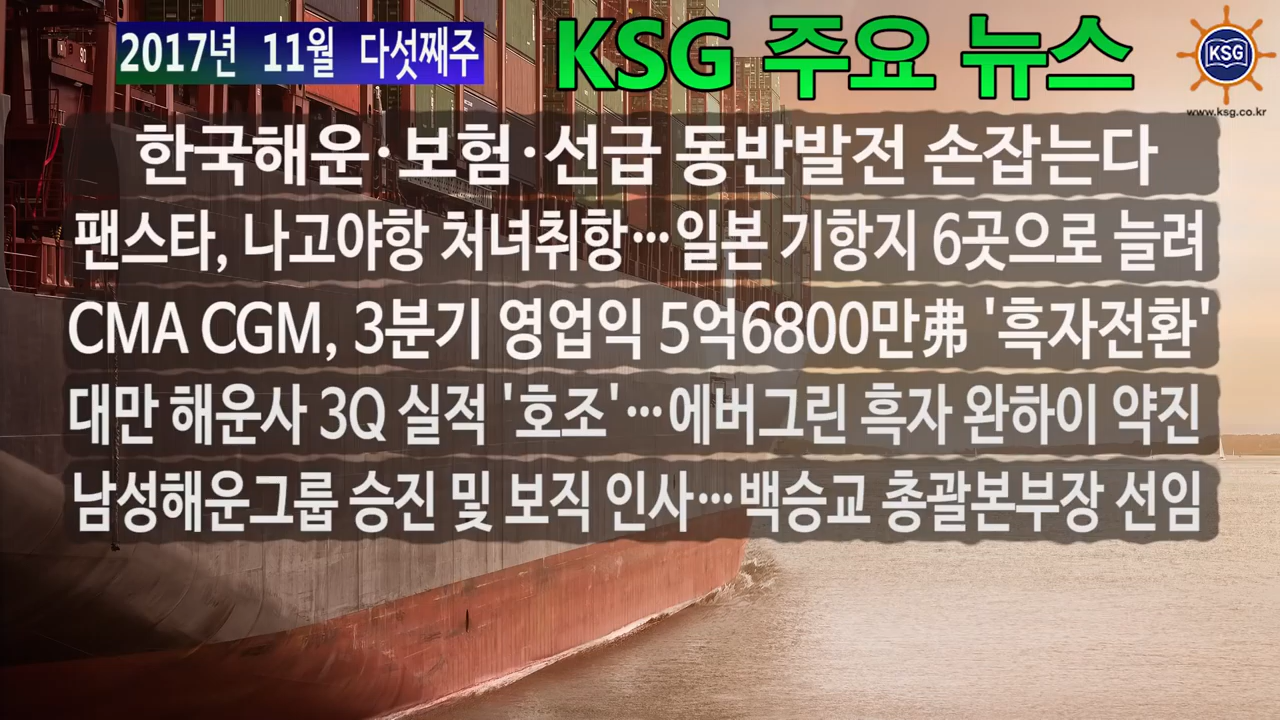 2017년 11월 다섯째주
KSG 주요 뉴스
KSG
www.ksg.co.kr
한국해운·보험·선급 동반발전 손잡는다
팬스타, 나고야항 처녀취항…일본 기항지 6곳으로 늘려
CMA CGM, 3분기 영업익 5억6800만弗 '흑자전환'
대만 해운사 3Q 실적 '호조'…에버그린 흑자 완하이 약진
남성해운그룹 승진 및 보직 인사…백승교 총괄본부장 선임